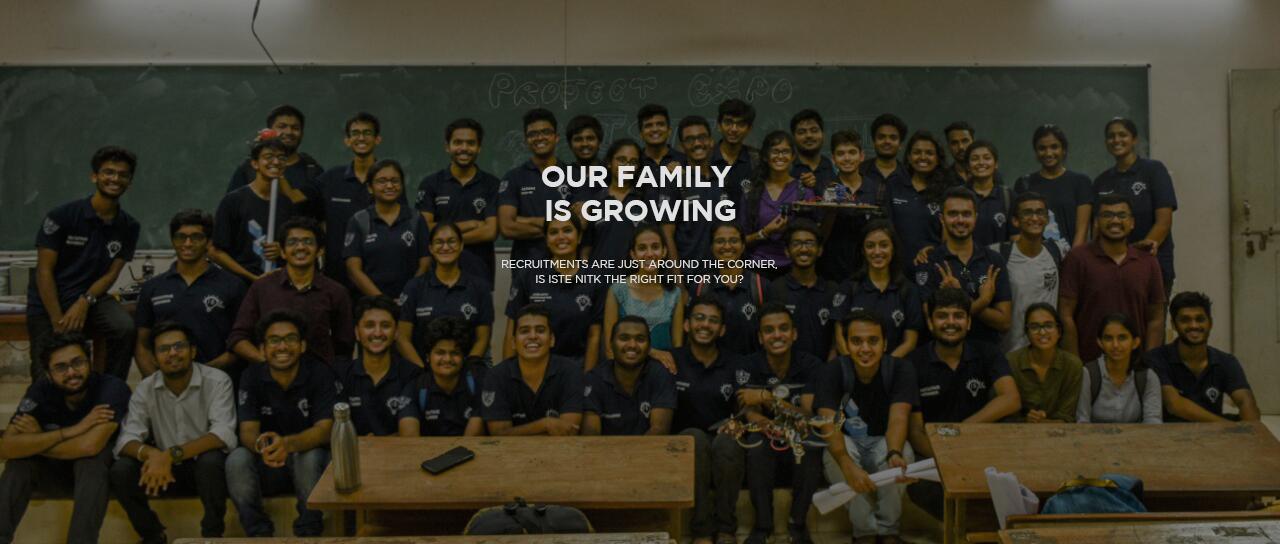 PROJECT EXPO
OUR FAMILY
IS GROWING
RECRUITMENTS ARE JUST AROUND THE CORNER,
IS ISTE NITK THE RIGHT FIT FOR YOU?